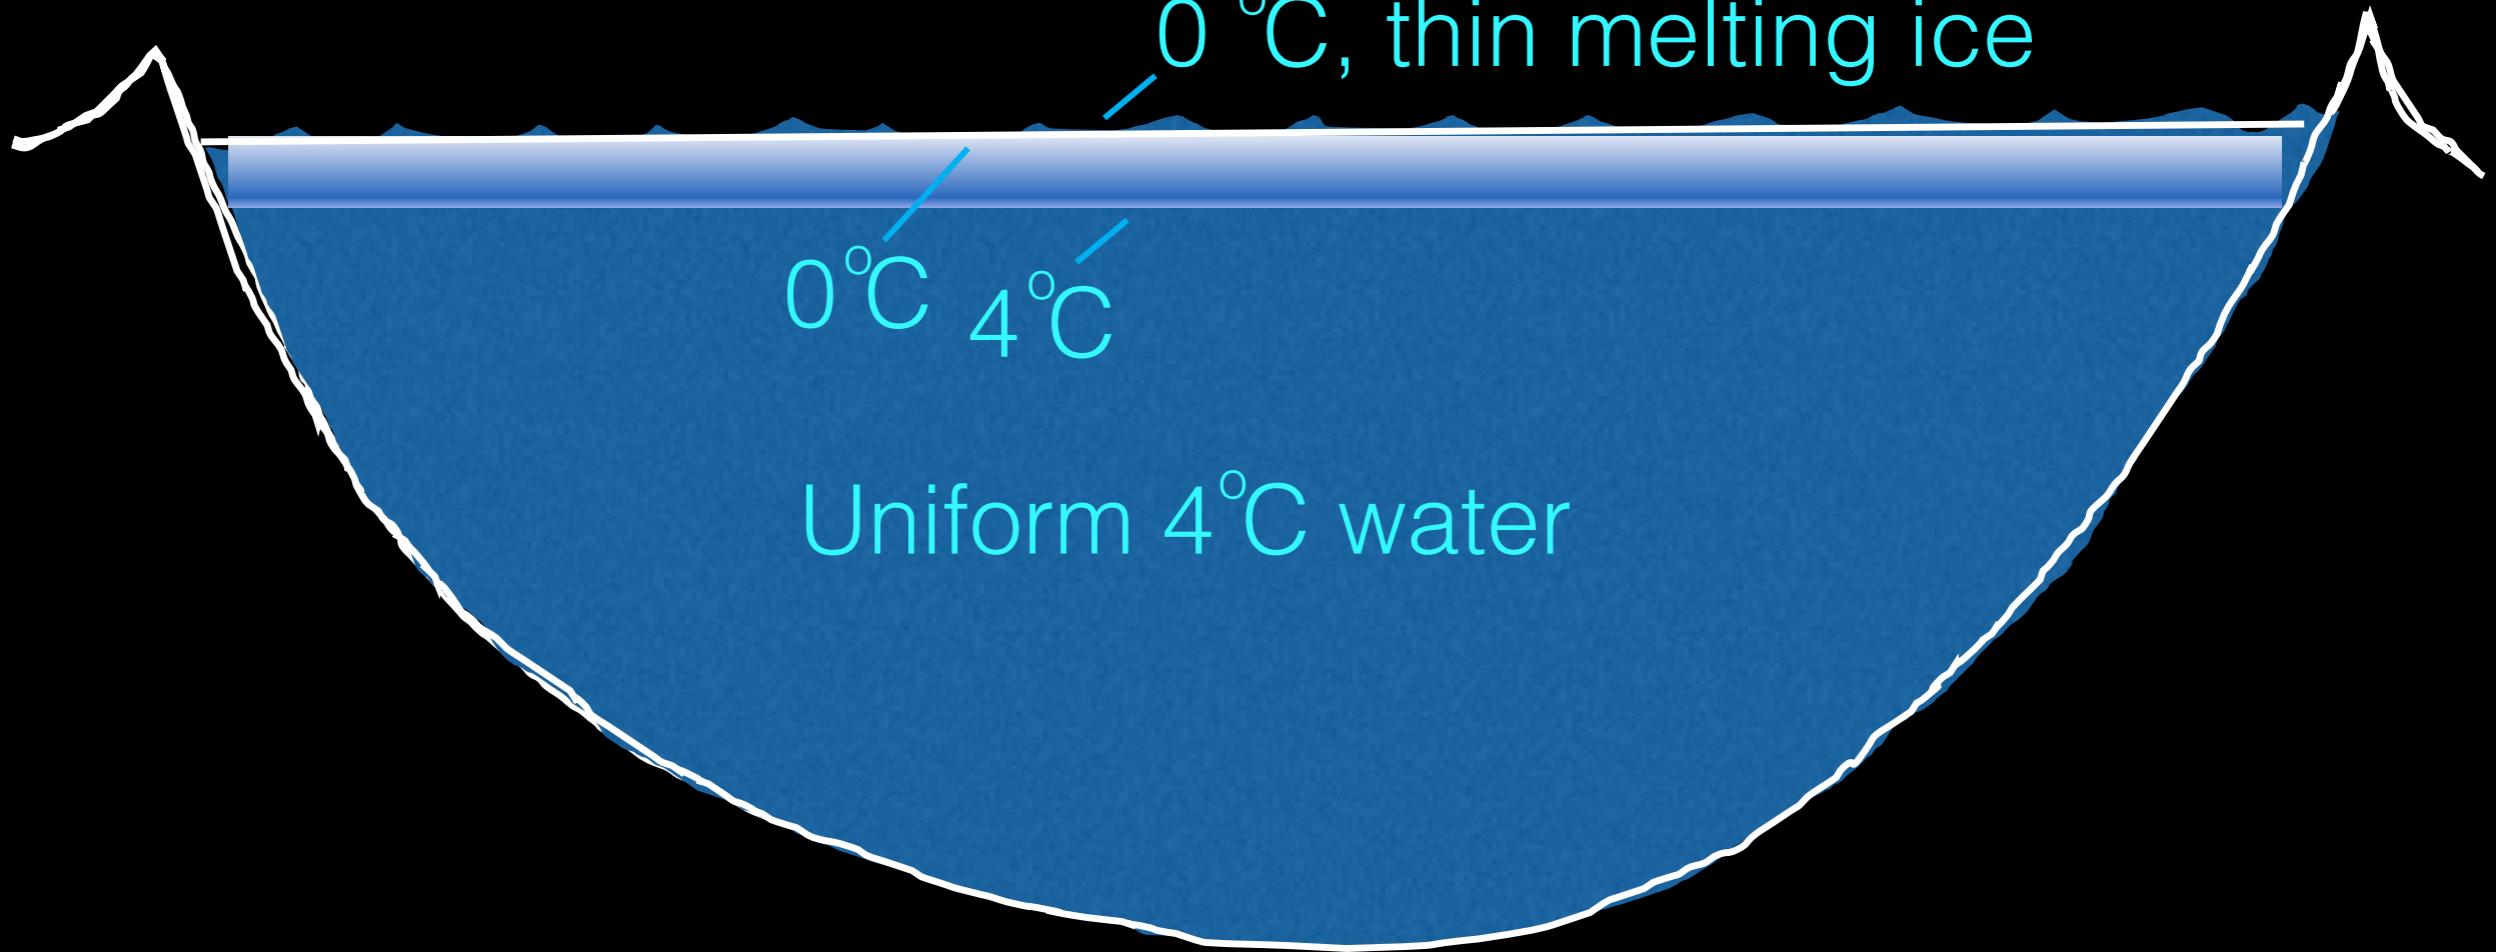 0 °C, thin melting ice
0°C
4°C
Uniform 4°C water